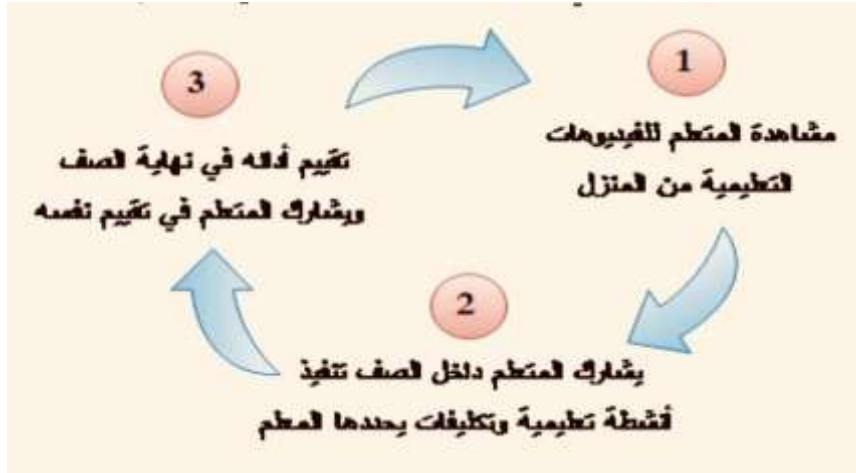 1
مشاهدة المتعلم للفيديوهات
التعليمية من المنزل
2
يشارك المتعلم داخل الصف تنفيذ
أنشطة تعليمية وتكليفات يحددها المعلم
3
تقييم أدائه في نهاية الصف
ويشارك المتعلم في تقييم نفسه